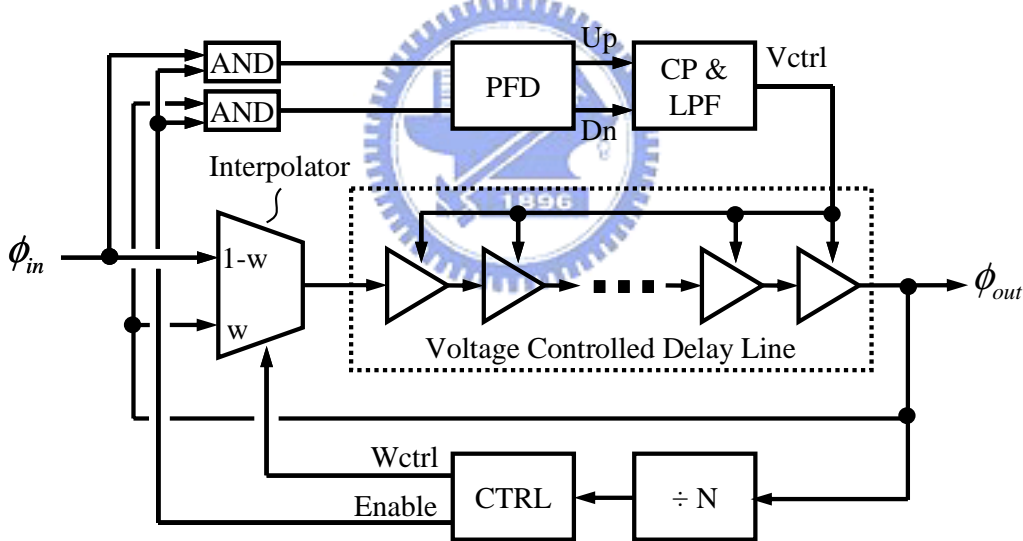 AND
AND
PFD
Up
Dn
CP &
LPF
Vctrl
Interpolator
1896
ϕin
1-w
w
ϕout
Voltage Controlled Delay Line
Wctrl
Enable
CTRL
÷ N